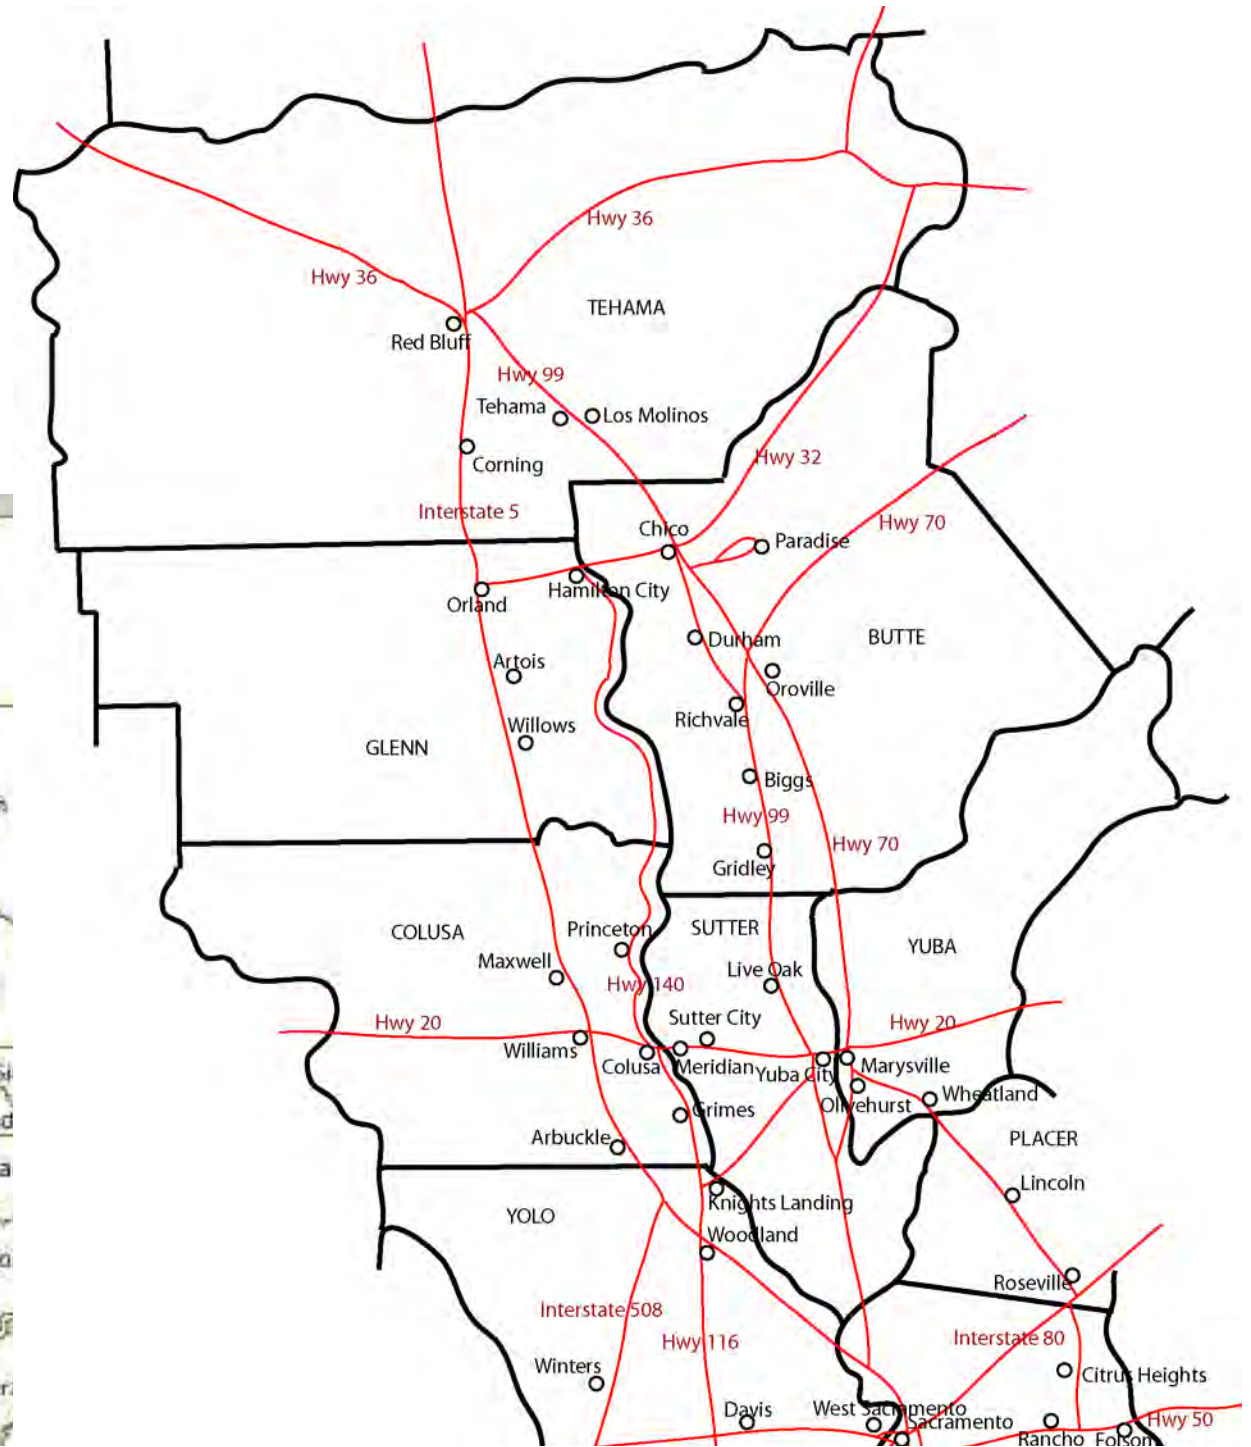 Hwy 36
Hwy 36
TEHAMA
Red Bluff
Hwy 99
Tehama
Los Molinos
Corning
Hwy 32
Interstate 5
Hwy 70
Chico
Paradise
Hamilton City
Orland
Durham
BUTTE
Artois
Oroville
Richvale
Willows
GLENN
Biggs
Hwy 99
Hwy 70
Gridley
COLUSA
Princeton
SUTTER
YUBA
Maxwell
Live Oak
Hwy 140
Hwy 20
Sutter City
Hwy 20
Williams
Colusa
Meridian
Yuba City
Marysville
Olivehurst
Wheatland
Grimes
Arbuckle
PLACER
Lincoln
Knights Landing
YOLO
Woodland
Roseville
Interstate 508
Hwy 116
Interstate 80
Winters
Citrus Heights
Davis
West Sacramento
Sacramento
Hwy 50
Rancho
Folsom